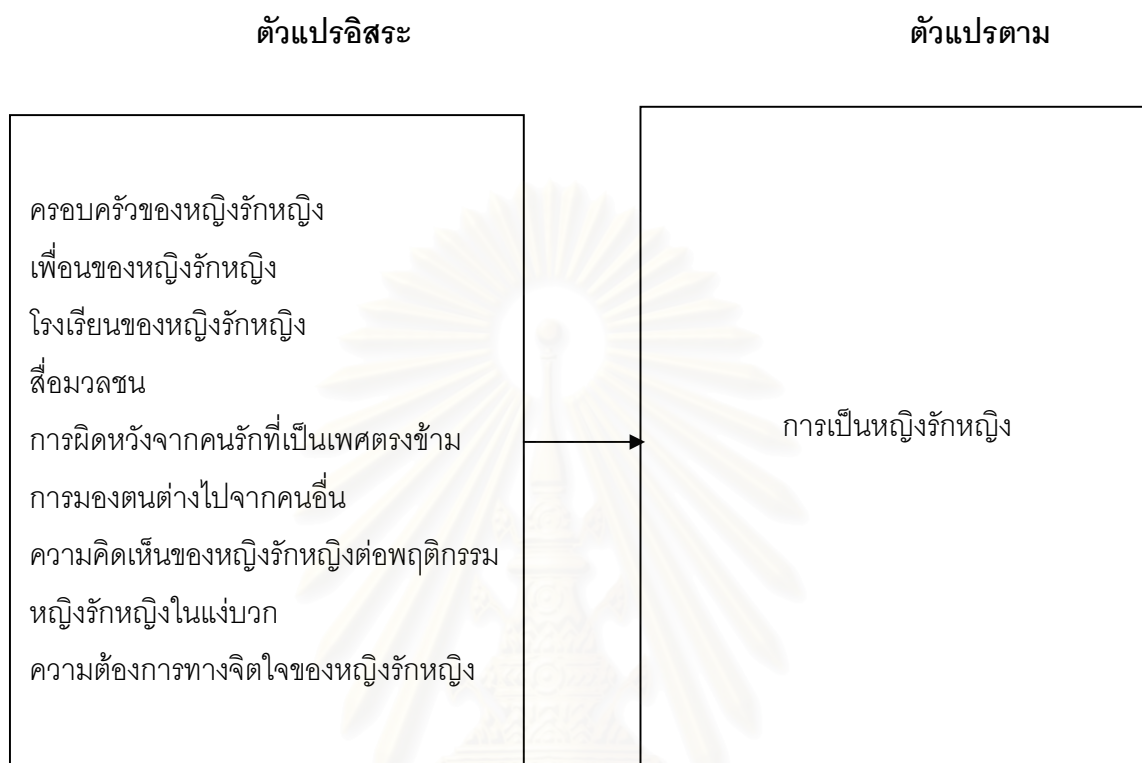 ตัวแปรอิสระ
ตัวแปรตาม
ครอบครัวของหญิงรักหญิง
เพื่อนของหญิงรักหญิง
โรงเรียนของหญิงรักหญิง
สื่อมวลชน
การผิดหวังจากคนรักที่เป็นเพศตรงข้าม
การมองตนต่างไปจากคนอื่น
ความคิดเห็นของหญิงรักหญิงต่อพฤติกรรม
หญิงรักหญิงในแง่บวก
ความต้องการทางจิตใจของหญิงรักหญิง
การเป็นหญิงรักหญิง